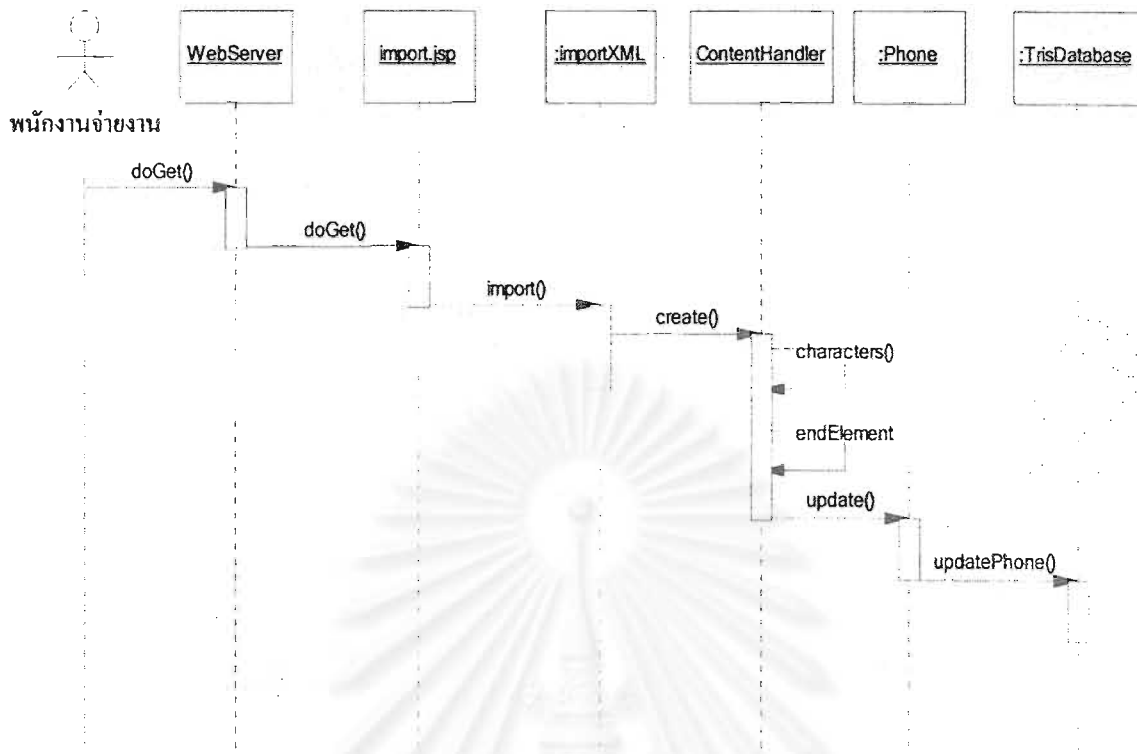 WebServer
import.jsp
:importXML
ContentHandler
:Phone
:TrisDatabase
พนักงานจ่ายงาน
doGet()
doGet()
import()
create()
characters()
endElement
update()
updatePhone()